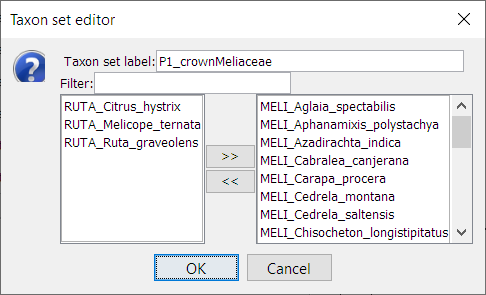 Taxon set editor
Taxon set label: P1_crownMeliaceae
Filter:
RUTA_Citrus_hystrix
RUTA_Melicope_ternata
RUTA_Ruta_graveolens
>>
<<
MELI_Aglaia_spectabilis
MELI_Aphanamixis_polystachya
MELI_Azadirachta_indica
MELI_Cabralea_canjerana
MELI_Carapa_procera
MELI_Cedrela_montana
MELI_Cedrela_saltensis
MELI_Chisocheton_longistipitatus
OK
Cancel